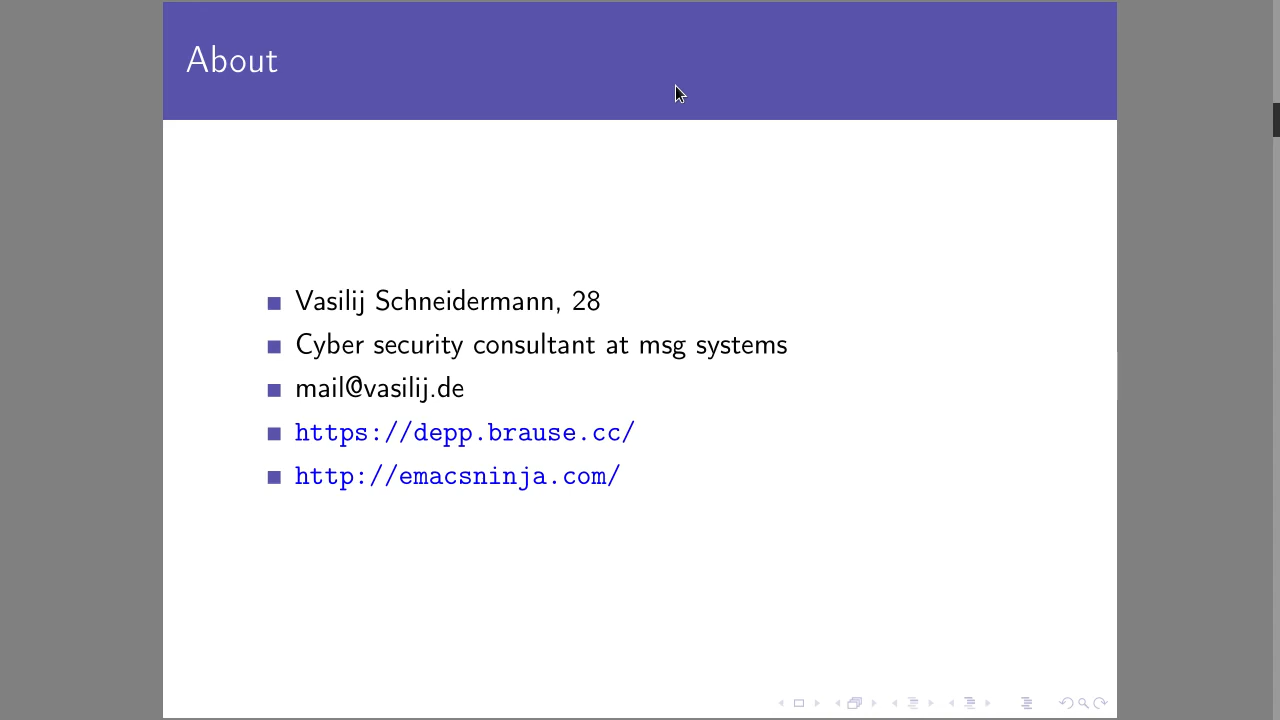 About
Vasilij Schneidermann, 28
Cyber security consultant at msg systems
mail@vasilij.de
https://depp.brause.cc/
http://emacsninja.com/